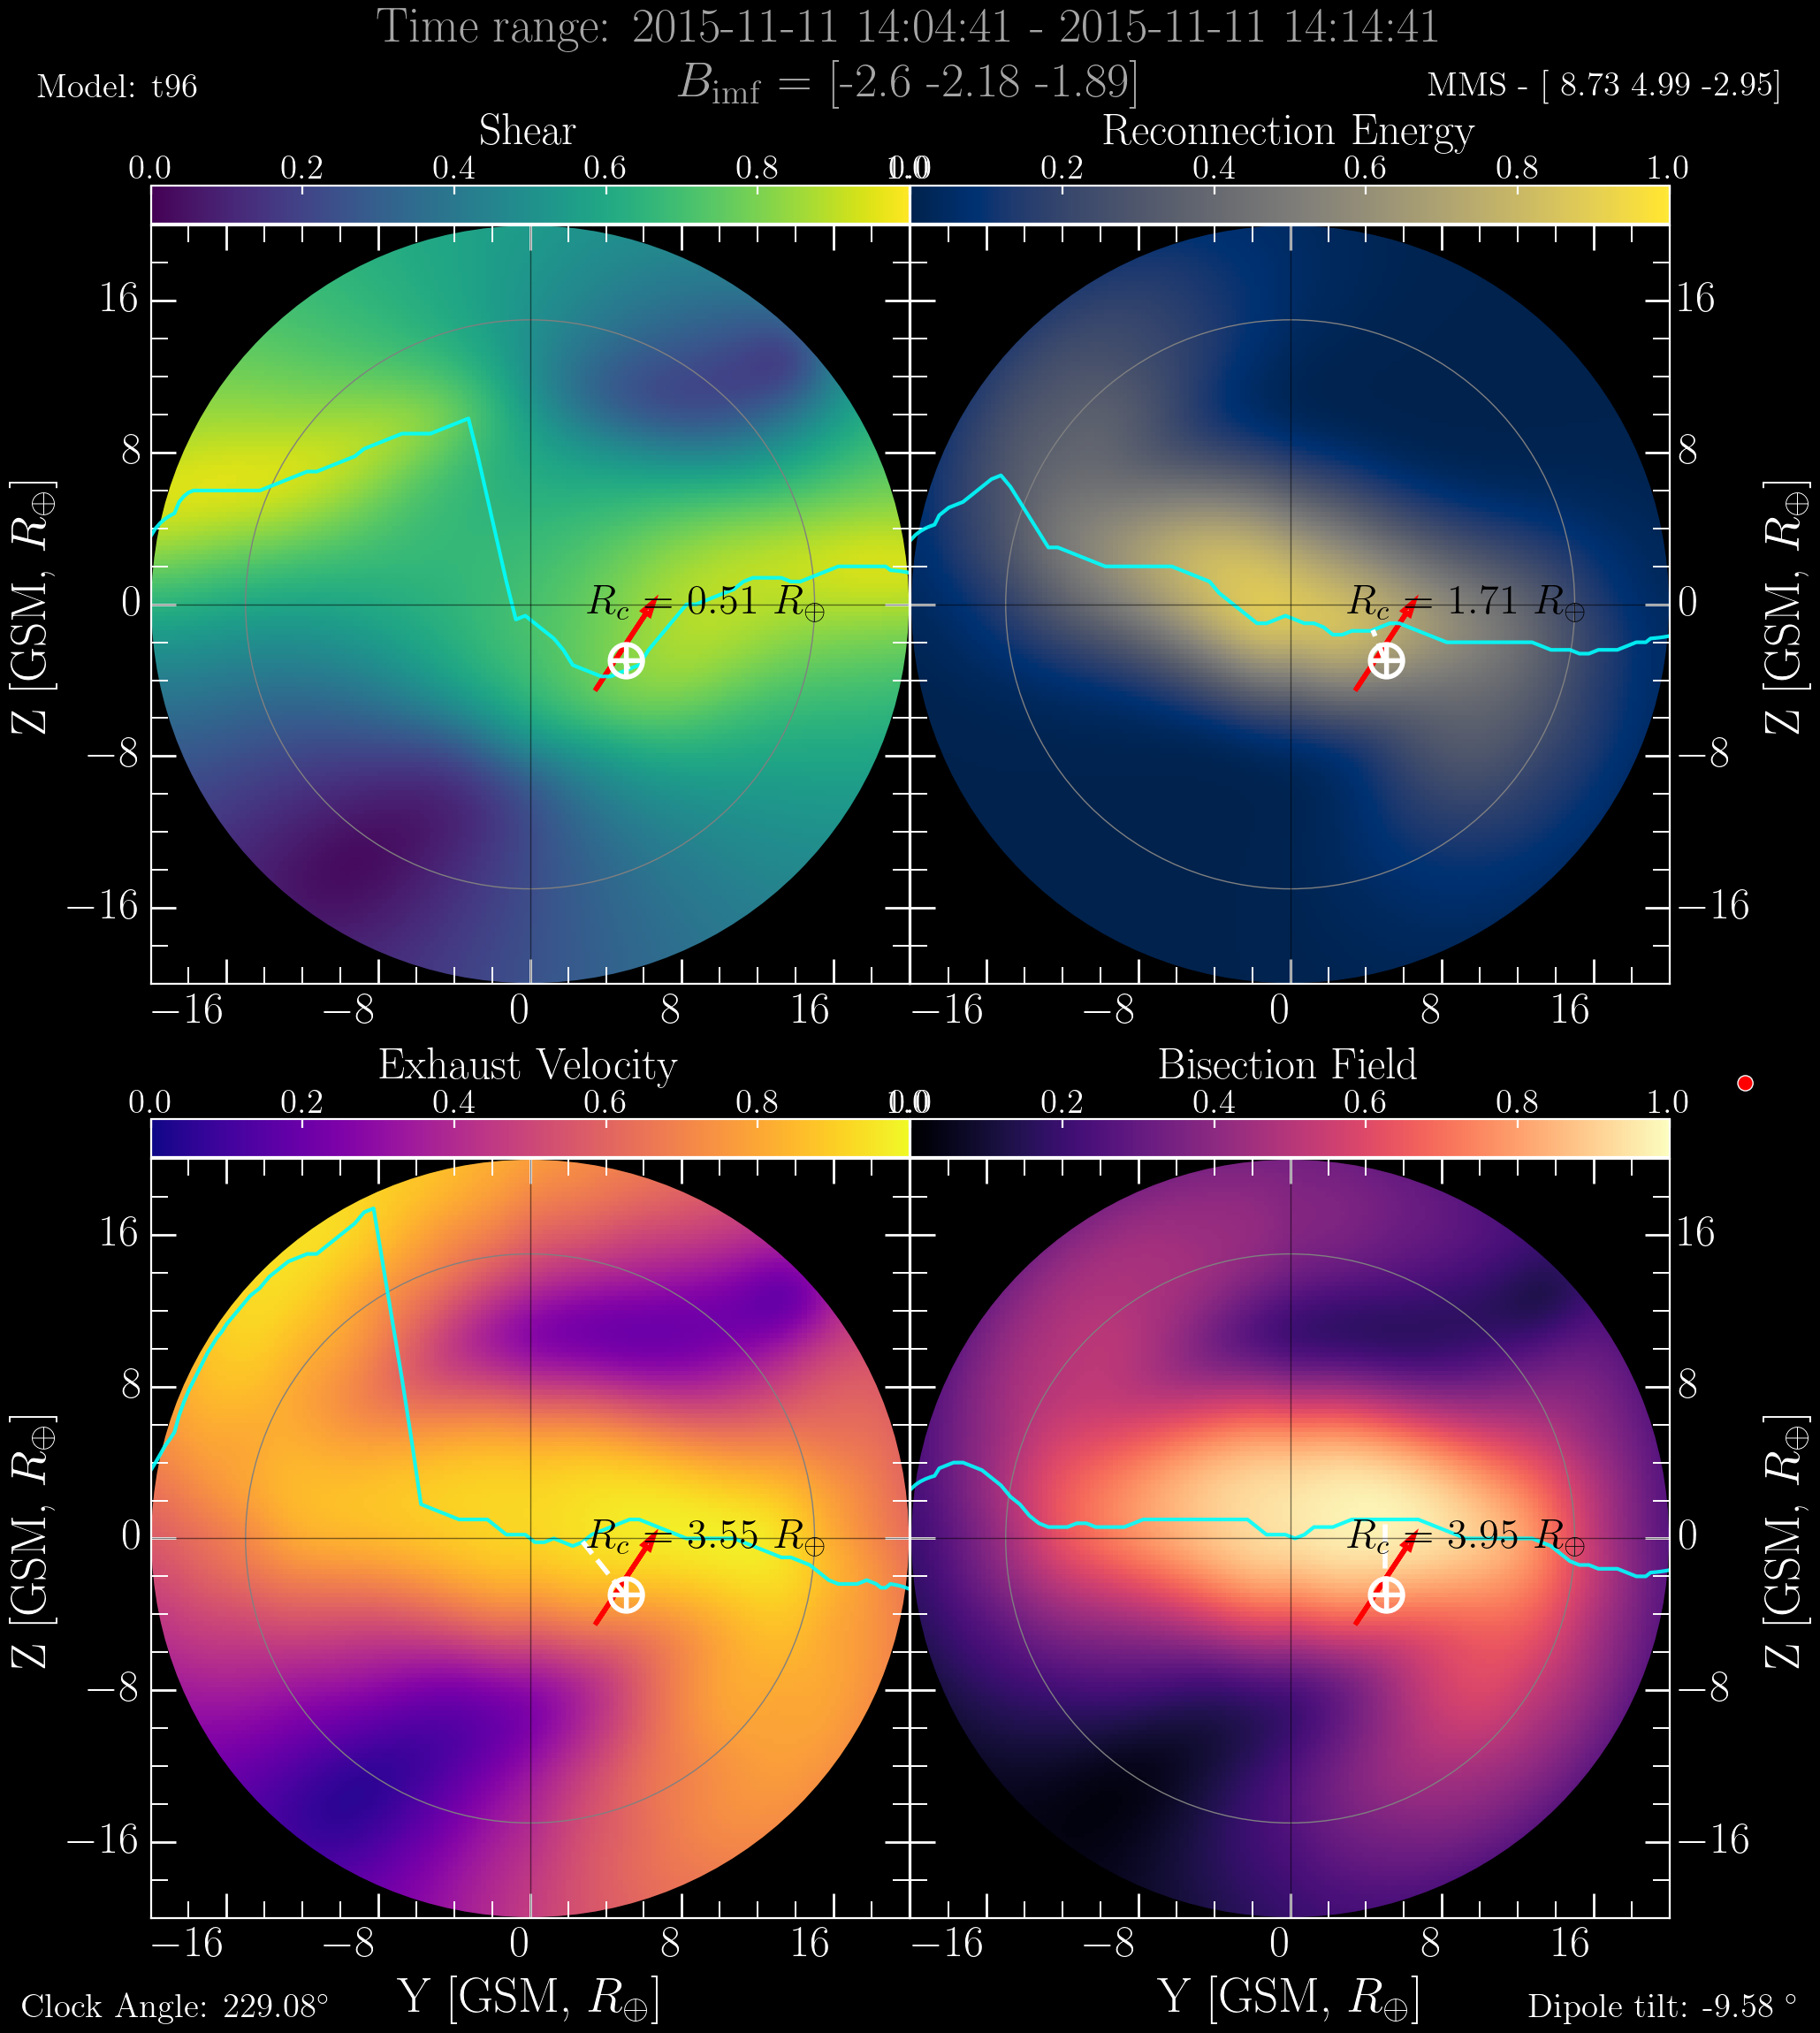 Time range: 2015-11-11 14:04:41 - 2015-11-11 14:14:41
Model: t96
B_imf = [-2.6 -2.18 -1.89]
MMS - [ 8.73 4.99 -2.95]
Shear
Reconnection Energy
0.0 0.2 0.4 0.6 0.8 1.0
0.0 0.2 0.4 0.6 0.8 1.0
16
8
0
−8
−16
Z [GSM, R⊕]
R_c = 0.51 R⊕
R_c = 1.71 R⊕
16
8
0
−8
−16
Z [GSM, R⊕]
−16 −8 0 8 16
−16 −8 0 8 16
Exhaust Velocity
Bisection Field
0.0 0.2 0.4 0.6 0.8 1.0
0.0 0.2 0.4 0.6 0.8 1.0
16
8
0
−8
−16
Z [GSM, R⊕]
R_c = 3.55 R⊕
R_c = 3.95 R⊕
16
8
0
−8
−16
Z [GSM, R⊕]
−16 −8 0 8 16
−16 −8 0 8 16
Y [GSM, R⊕]
Y [GSM, R⊕]
Clock Angle: 229.08°
Dipole tilt: -9.58 °